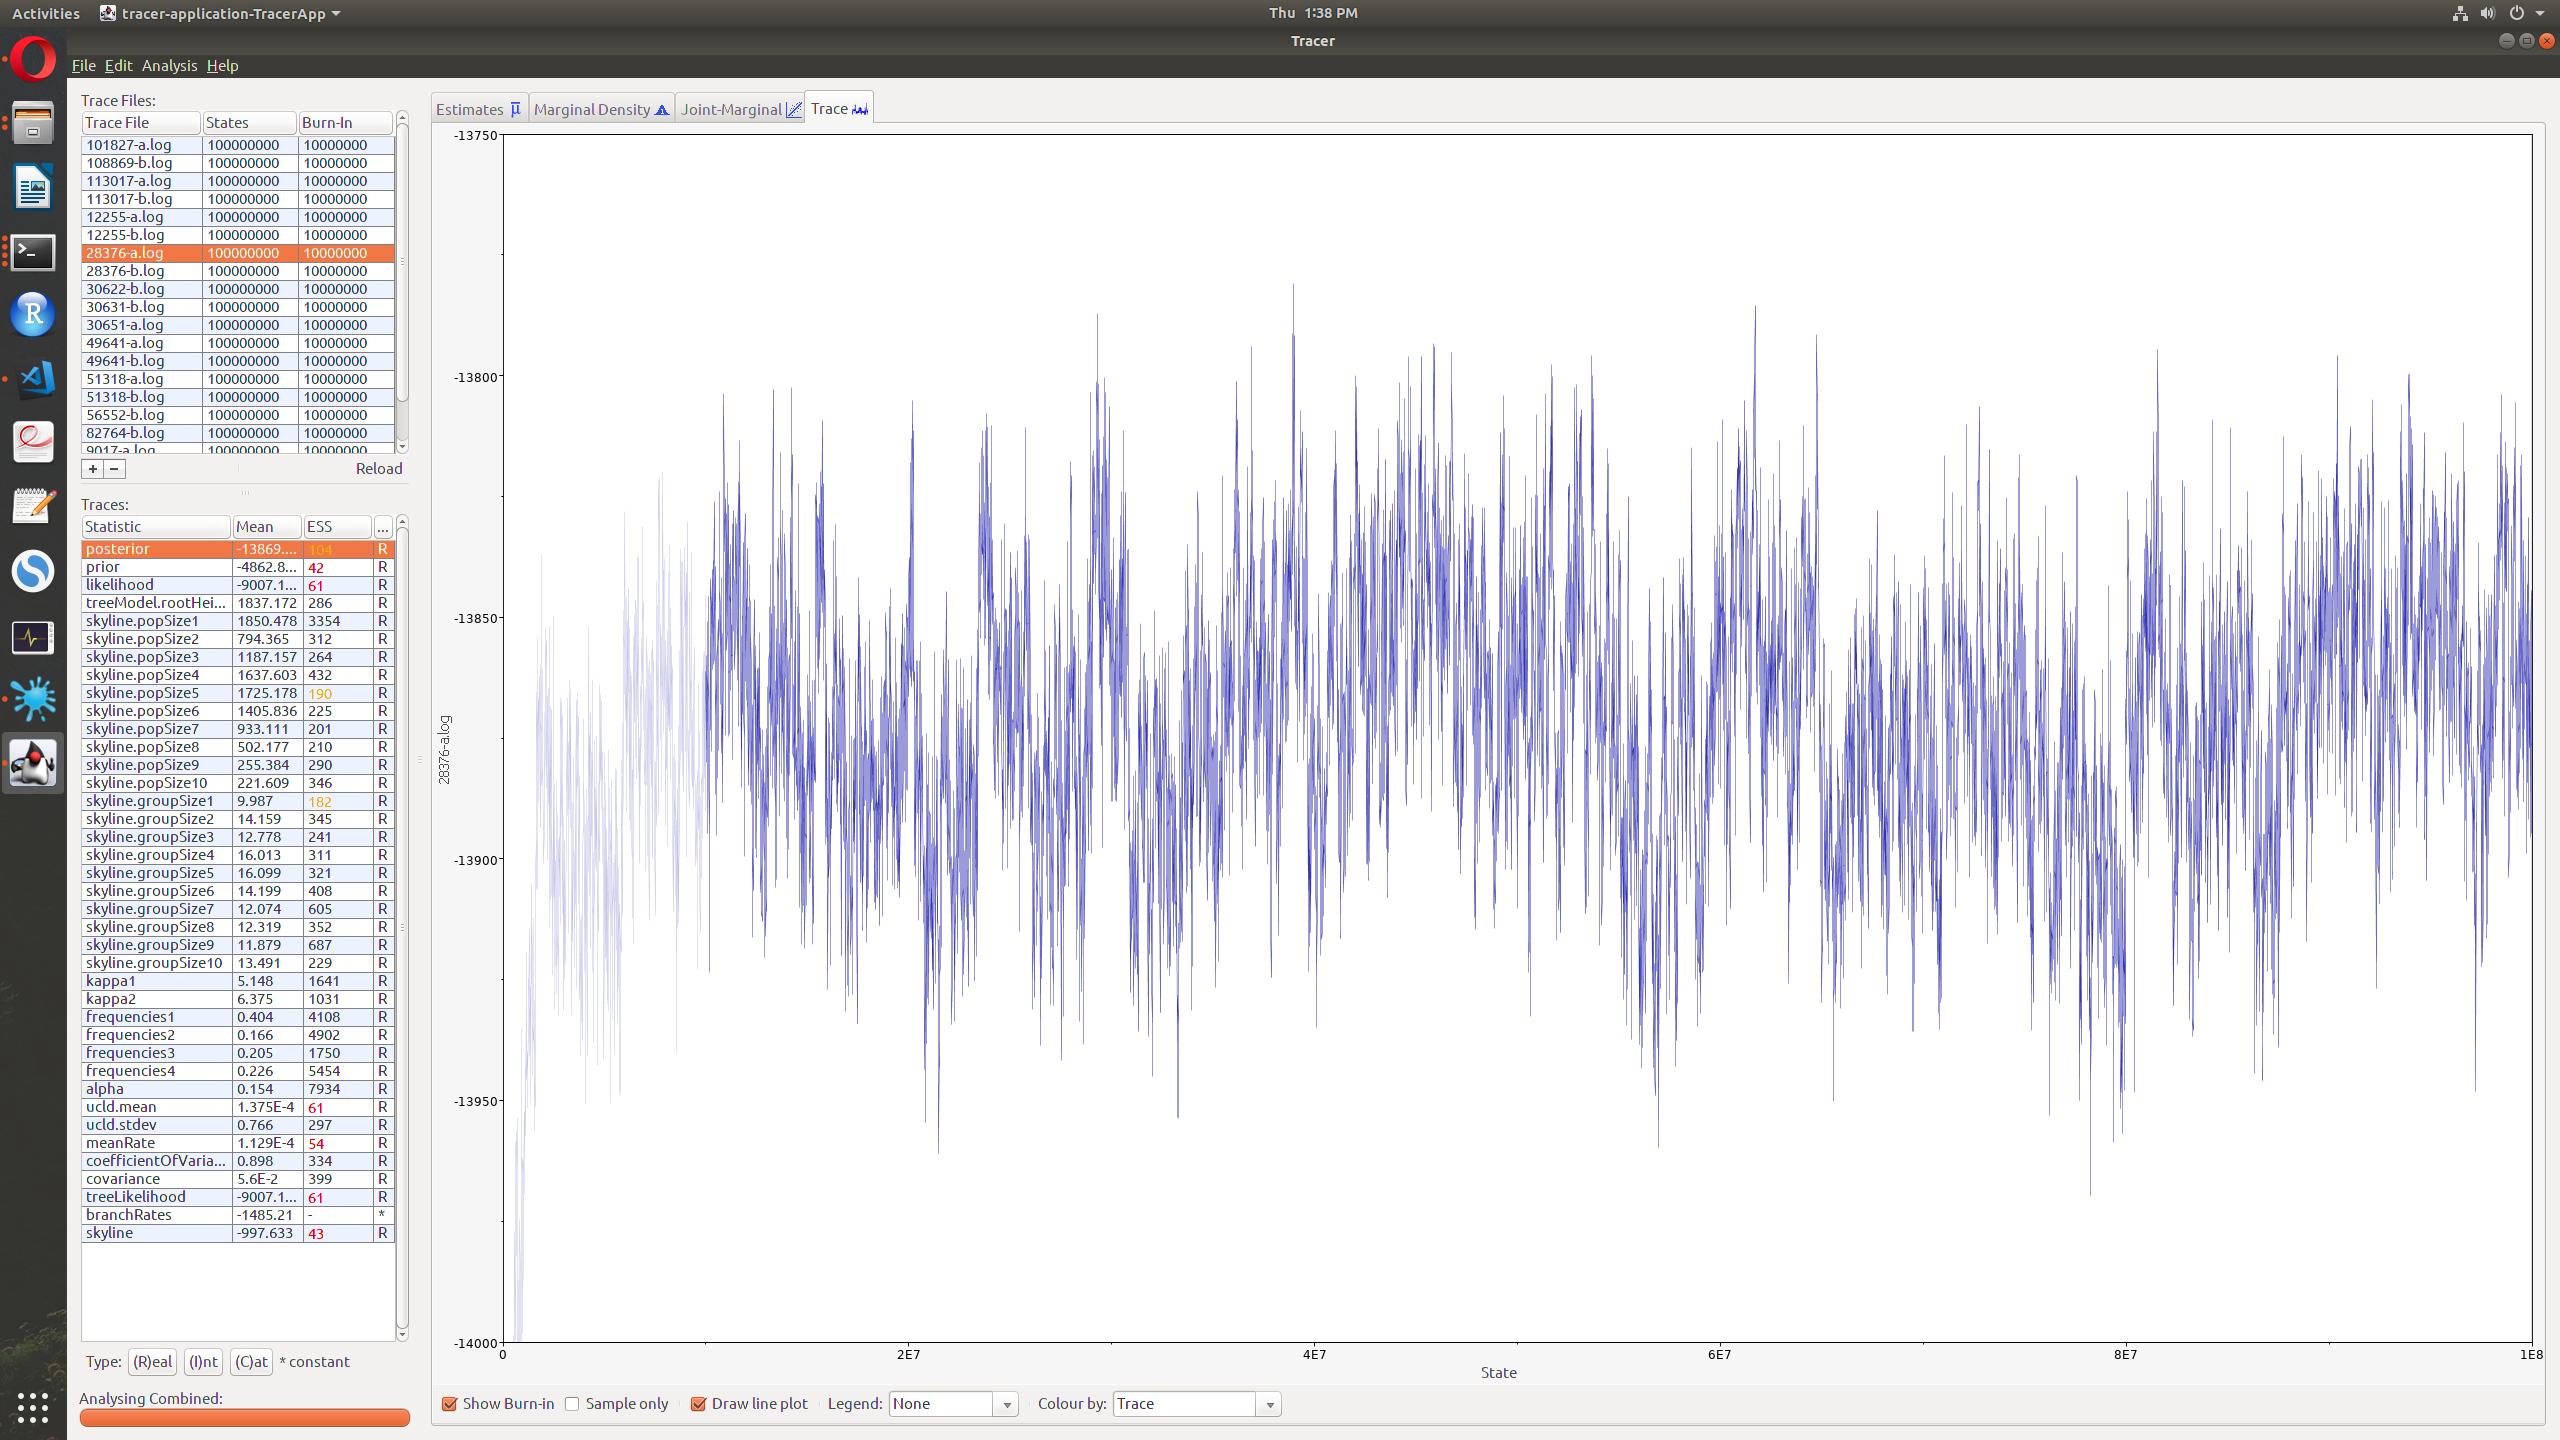 Activities tracer-application-TracerApp Thu 1:38 PM
Tracer
File Edit Analysis Help
Trace Files:
Trace File States Burn-In
101827-a.log 100000000 10000000
108869-b.log 100000000 10000000
113017-a.log 100000000 10000000
113017-b.log 100000000 10000000
12255-a.log 100000000 10000000
12255-b.log 100000000 10000000
28376-a.log 100000000 10000000
28376-b.log 100000000 10000000
30622-b.log 100000000 10000000
30631-b.log 100000000 10000000
30651-a.log 100000000 10000000
49641-a.log 100000000 10000000
49641-b.log 100000000 10000000
51318-a.log 100000000 10000000
51318-b.log 100000000 10000000
56552-b.log 100000000 10000000
82764-b.log 100000000 10000000
9017-a.log 100000000 10000000
+ − Reload
Traces:
Statistic Mean ESS ...
posterior -13869.... 104 R
prior -4862.8... 42 R
likelihood -9007.1... 61 R
treeModel.rootHei... 1837.172 286 R
skyline.popSize1 1850.478 3354 R
skyline.popSize2 794.365 312 R
skyline.popSize3 1187.157 264 R
skyline.popSize4 1637.603 432 R
skyline.popSize5 1725.178 190 R
skyline.popSize6 1405.836 225 R
skyline.popSize7 933.111 201 R
skyline.popSize8 502.177 210 R
skyline.popSize9 255.384 290 R
skyline.popSize10 221.609 346 R
skyline.groupSize1 9.987 182 R
skyline.groupSize2 14.159 345 R
skyline.groupSize3 12.778 241 R
skyline.groupSize4 16.013 311 R
skyline.groupSize5 16.099 321 R
skyline.groupSize6 14.199 408 R
skyline.groupSize7 12.074 605 R
skyline.groupSize8 12.319 352 R
skyline.groupSize9 11.879 687 R
skyline.groupSize10 13.491 229 R
kappa1 5.148 1641 R
kappa2 6.375 1031 R
frequencies1 0.404 4108 R
frequencies2 0.166 4902 R
frequencies3 0.205 1750 R
frequencies4 0.226 5454 R
alpha 0.154 7934 R
ucld.mean 1.375E-4 61 R
ucld.stdev 0.766 297 R
meanRate 1.129E-4 54 R
coefficientOfVaria... 0.898 334 R
covariance 5.6E-2 399 R
treeLikelihood -9007.1... 61 R
branchRates -1485.21 - *
skyline -997.633 43 R
Type: (R)eal (I)nt (C)at * constant
Analysing Combined:
Estimates μ Marginal Density Joint-Marginal Trace
-13750
-13800
-13850
-13900
-13950
-14000
28376-a.log
0 2E7 4E7 6E7 8E7 1E8
State
Show Burn-in Sample only Draw line plot Legend: None Colour by: Trace